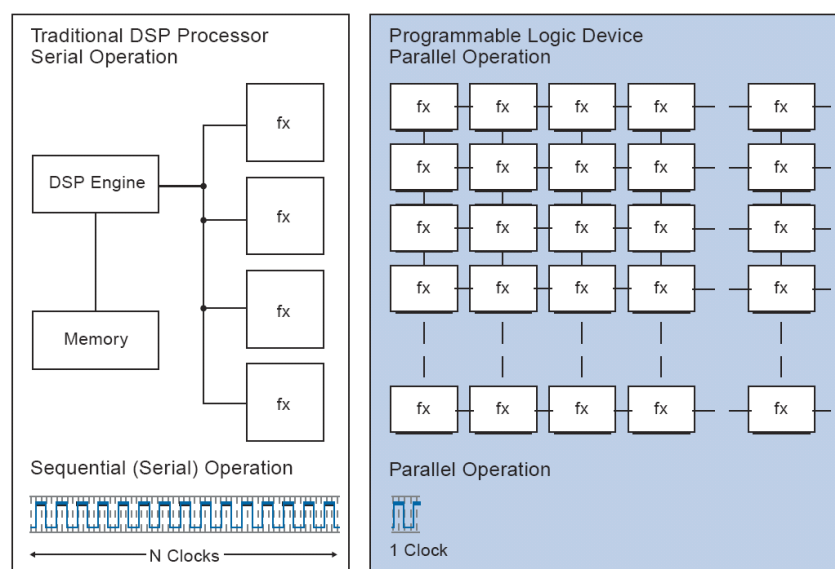 Traditional DSP Processor
Serial Operation
fx
DSP Engine
fx
fx
Memory
fx
Sequential (Serial) Operation
N Clocks
Programmable Logic Device
Parallel Operation
fx fx fx fx fx
fx fx fx fx fx
fx fx fx fx fx
fx fx fx fx fx
fx fx fx fx fx
Parallel Operation
1 Clock